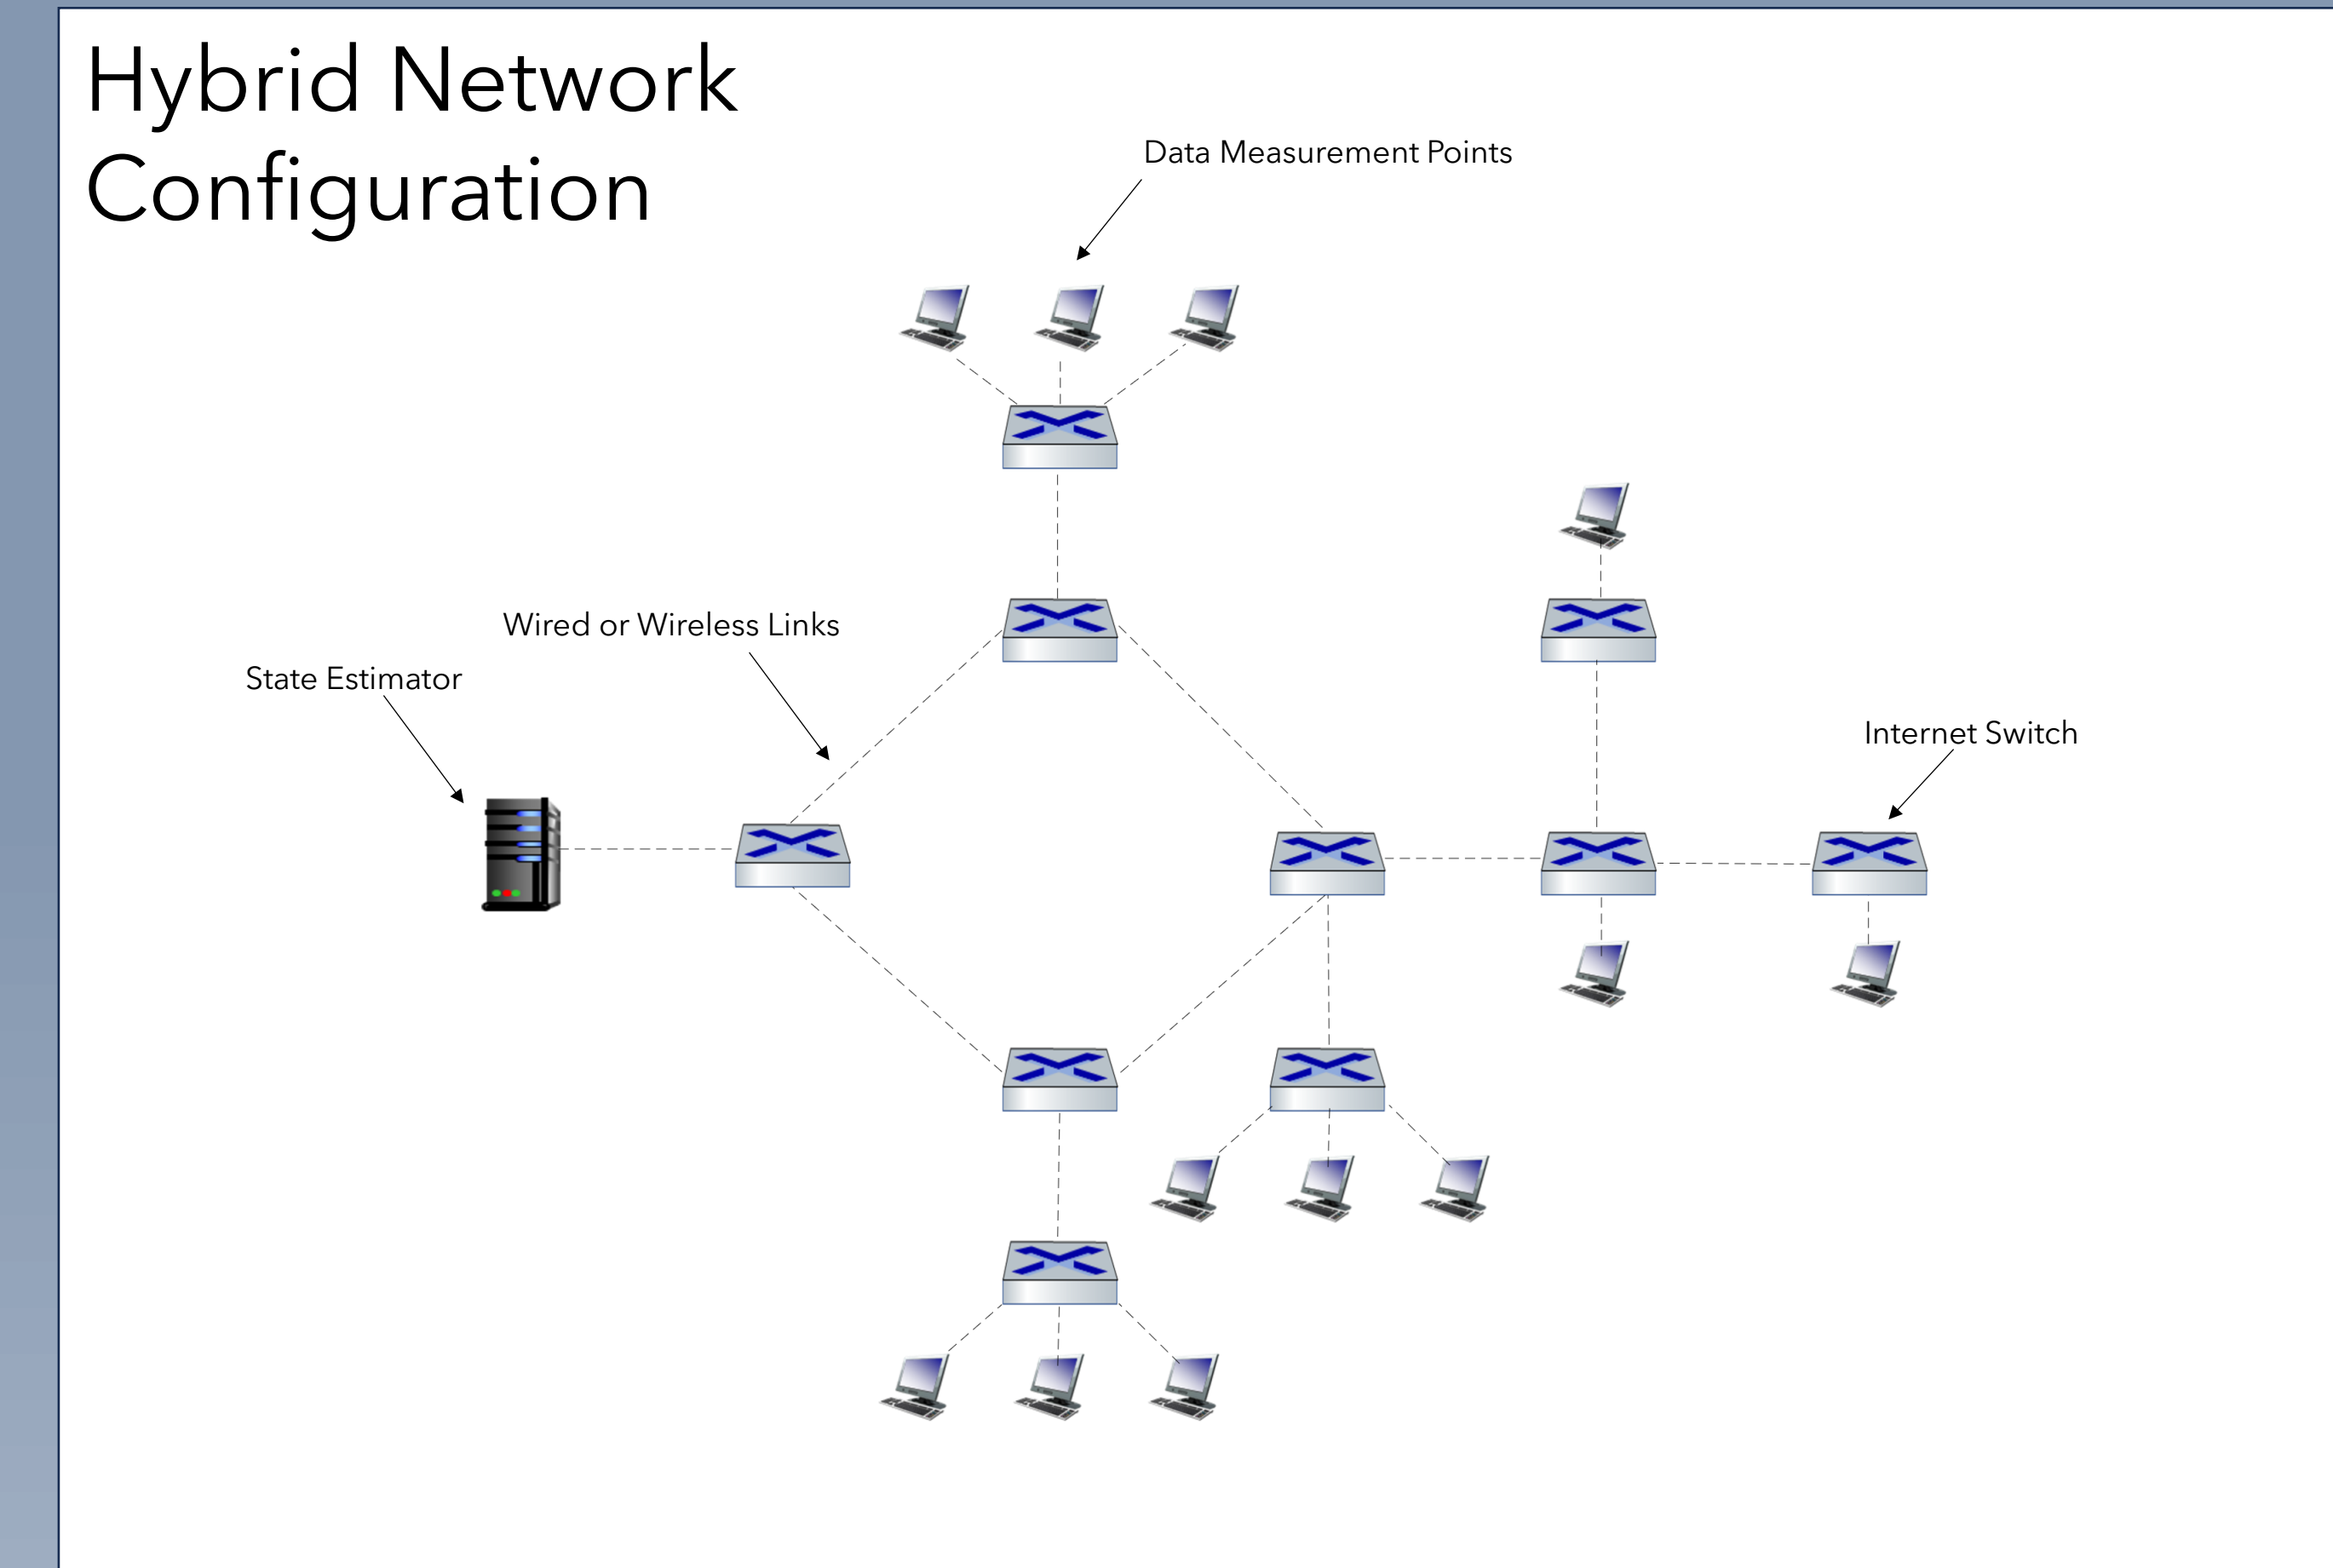 Hybrid Network
Configuration
Data Measurement Points
Wired or Wireless Links
State Estimator
Internet Switch